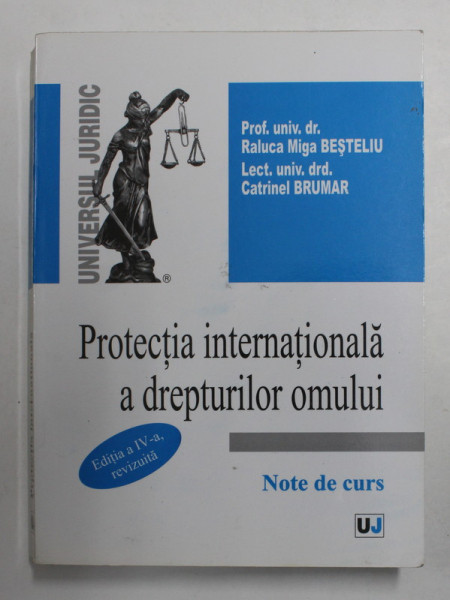 UNIVERSUL JURIDIC
®
Prof. univ. dr.
Raluca Miga BEŞTELIU
Lect. univ. drd.
Catrinel BRUMAR
Protecţia internaţională
a drepturilor omului
Ediţia a IV-a,
revizuită
Note de curs
UJ